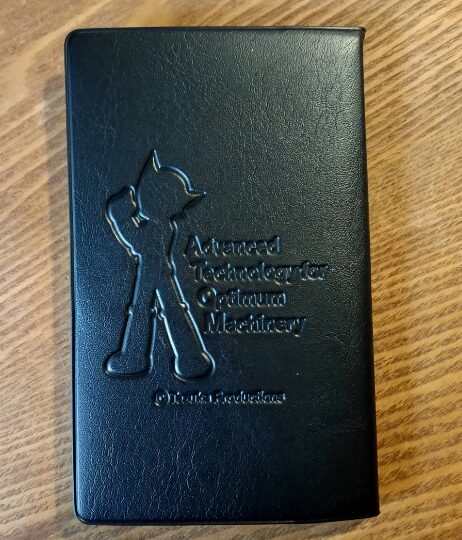 Advanced
Technology for
Optimum
Machinery
© Tezuka Productions